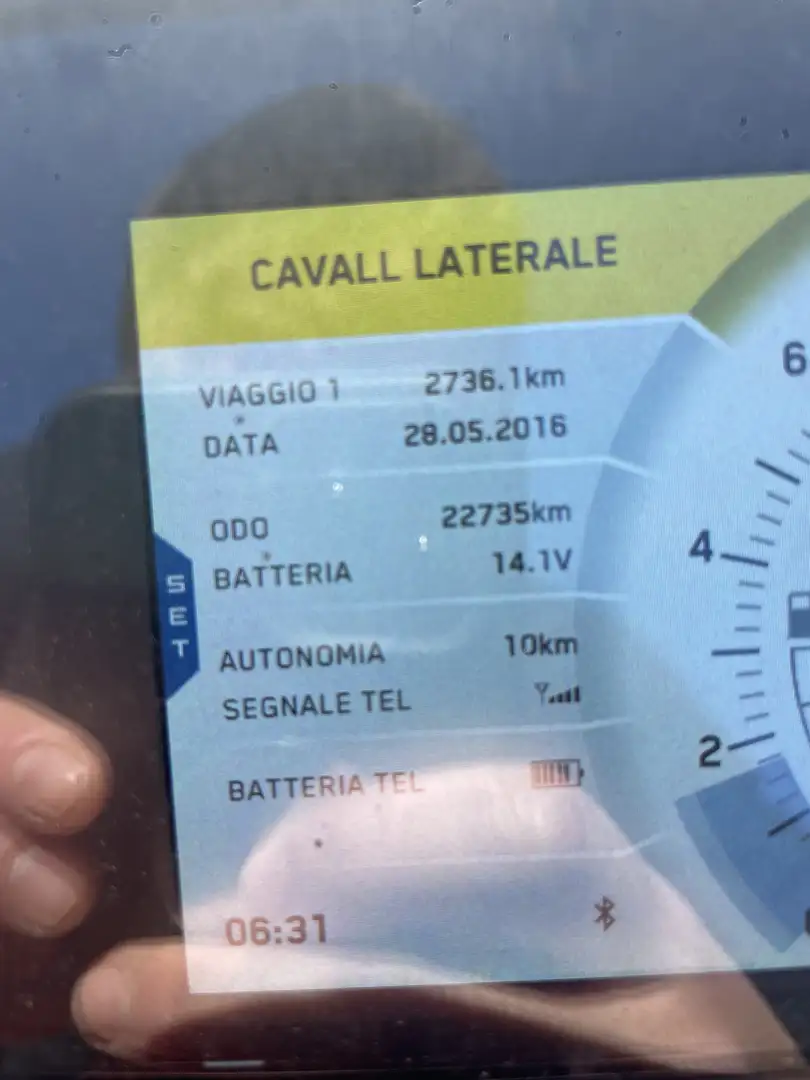 CAVALL LATERALE
VIAGGIO 1 2736.1km
DATA 28.05.2016
ODO 22735km
BATTERIA 14.1V
AUTONOMIA 10km
SEGNALE TEL
BATTERIA TEL
06:31
SET
6
4
2